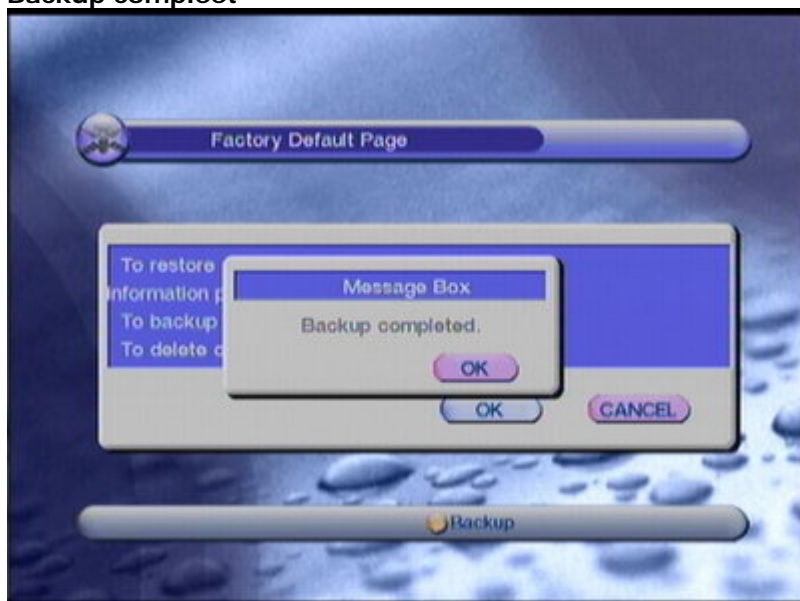 Backup compleet
Factory Default Page
To restore
Information p
To backup
To delete
Message Box
Backup completed.
OK
OK
CANCEL
Backup